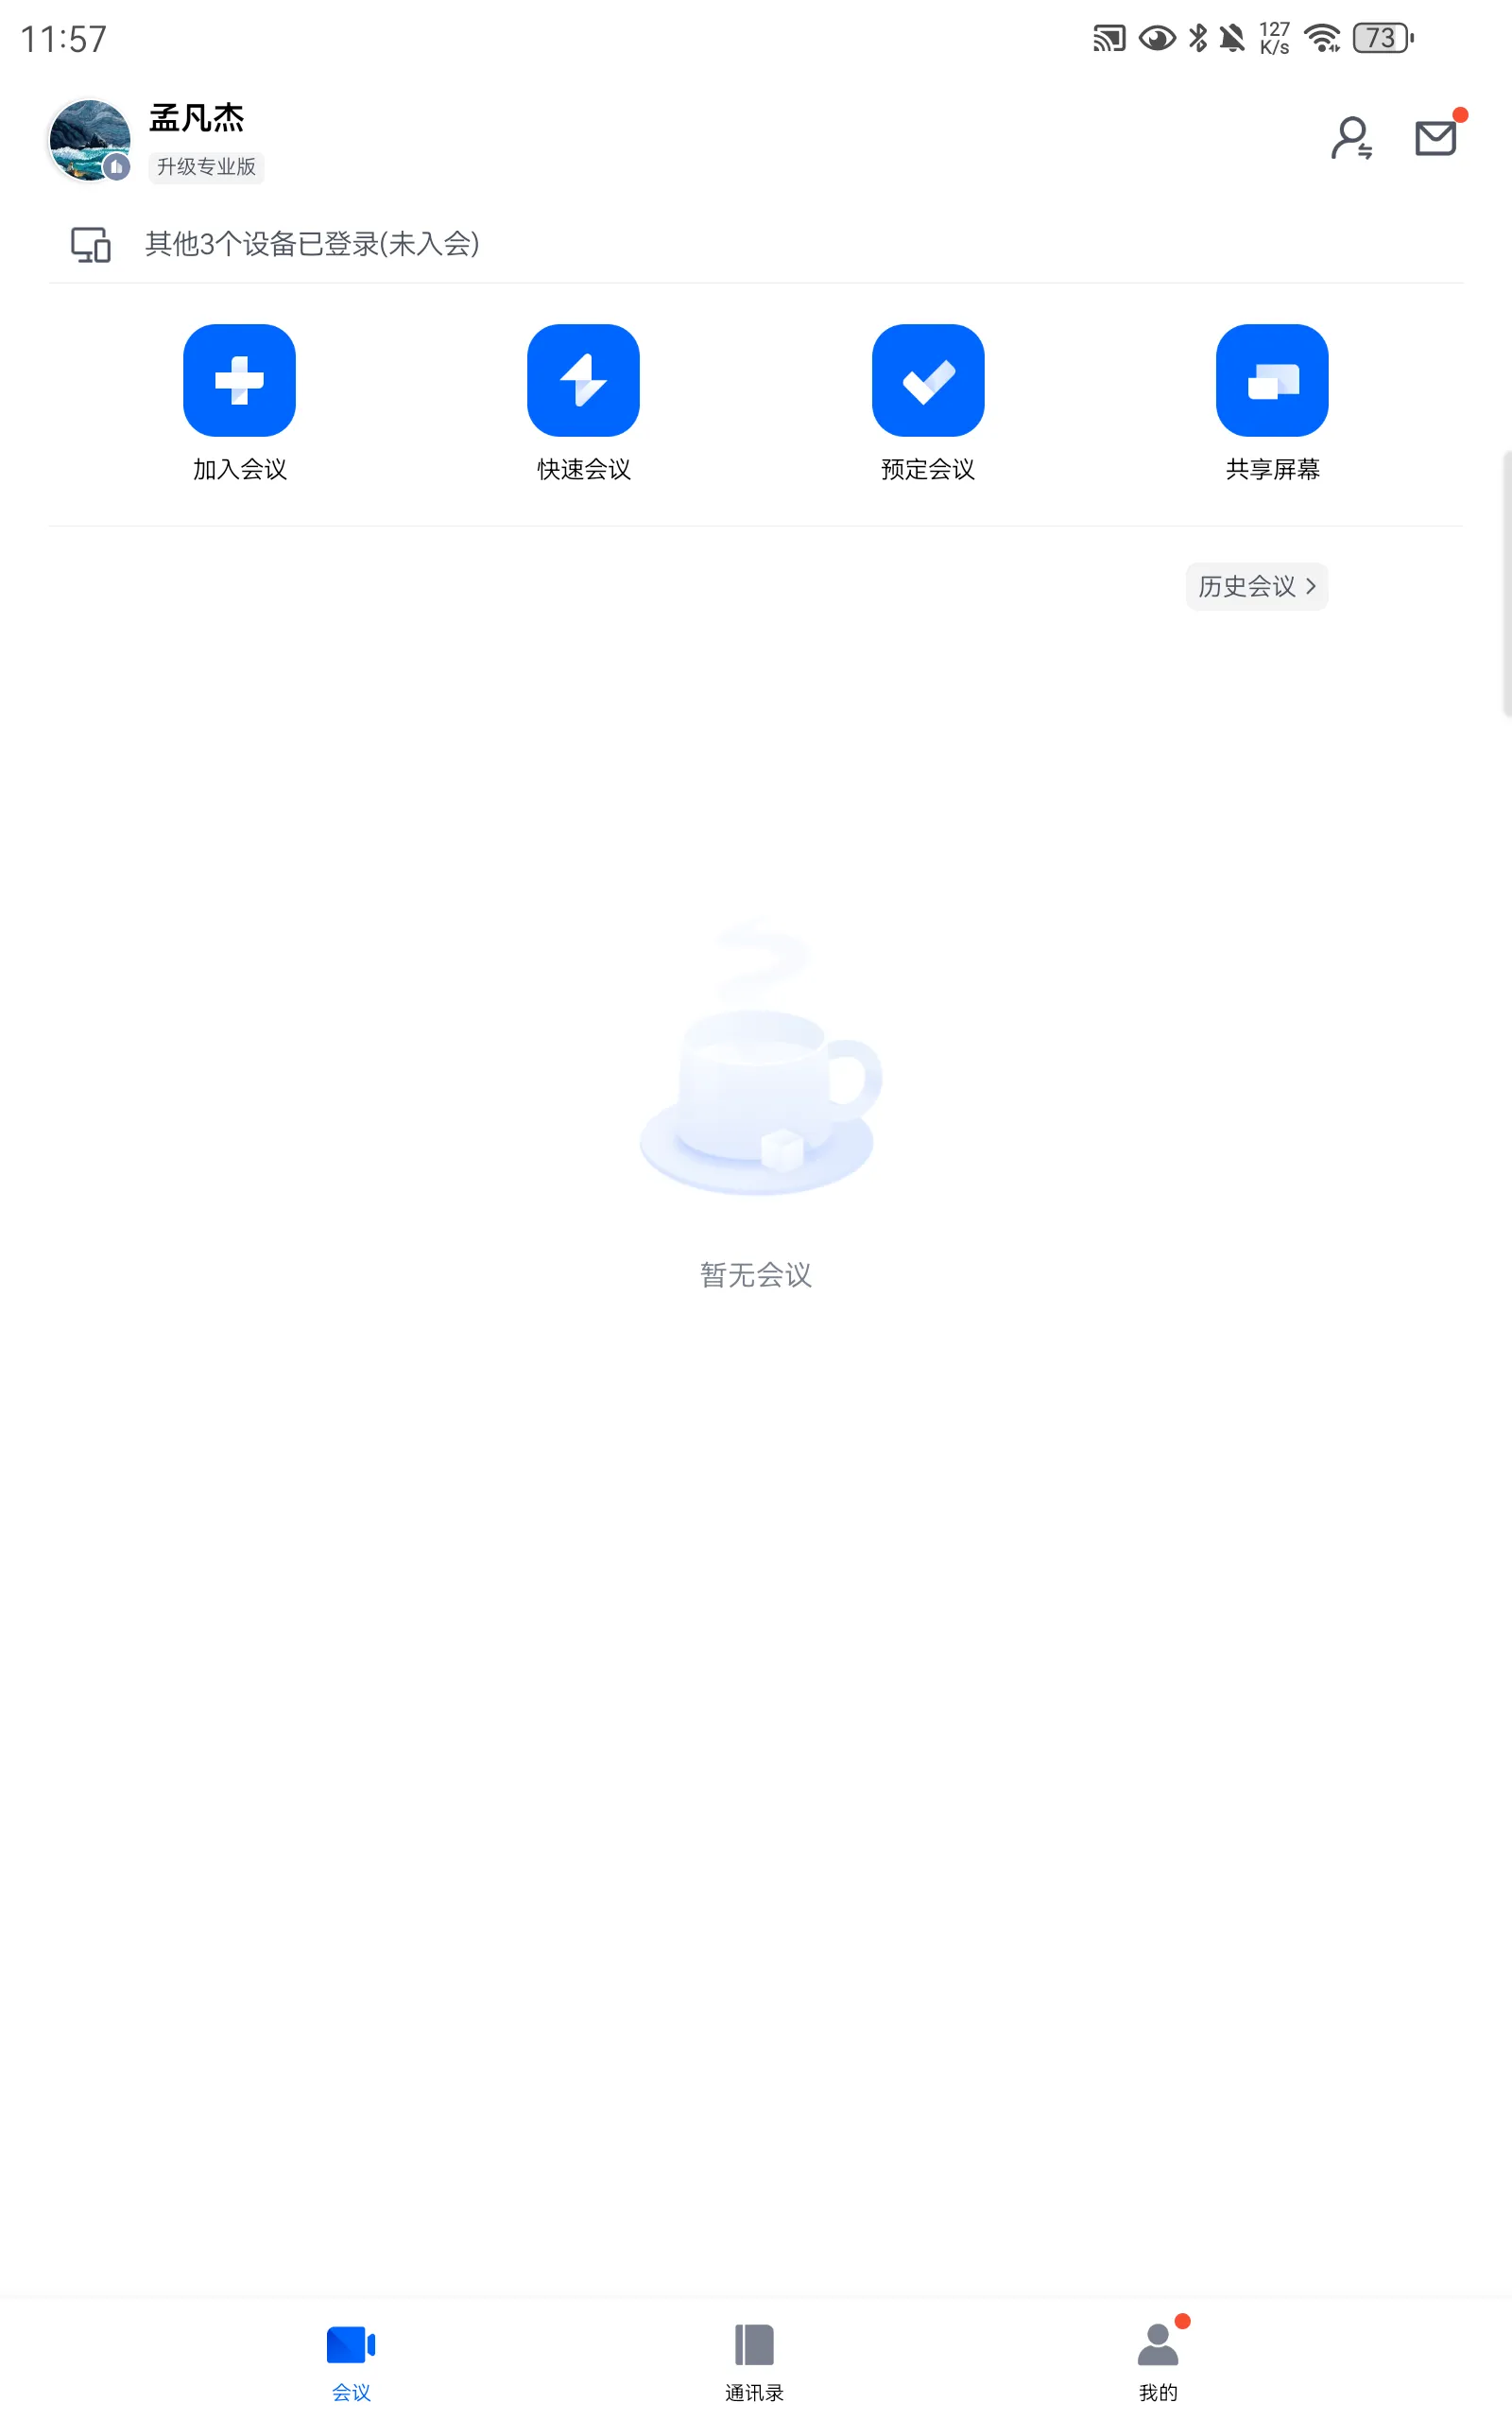 11:57
127
K/s
73
孟凡杰
升级专业版
其他3个设备已登录(未入会)
加入会议
快速会议
预定会议
共享屏幕
历史会议
暂无会议
会议
通讯录
我的